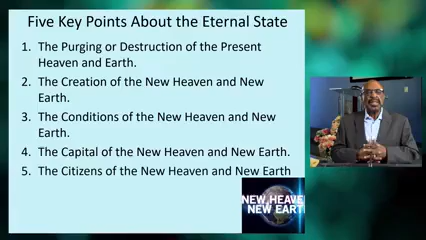 Five Key Points About the Eternal State
1. The Purging or Destruction of the Present
Heaven and Earth.
2. The Creation of the New Heaven and New
Earth.
3. The Conditions of the New Heaven and New
Earth.
4. The Capital of the New Heaven and New Earth.
5. The Citizens of the New Heaven and New Earth
NEW HEAVEN
NEW EARTH